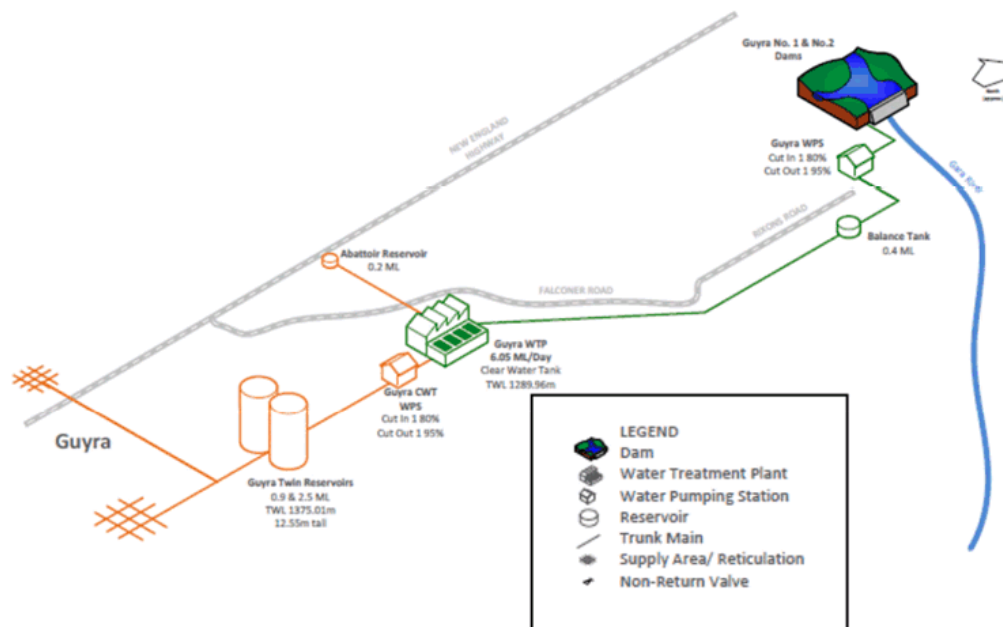 Guyra No. 1 & No.2
Dams
NEW ENGLAND
HIGHWAY
Guyra WPS
Cut In 1 80%
Cut Out 1 95%
Gara River
RIXONS ROAD
Balance Tank
0.4 ML
Abattoir Reservoir
0.2 ML
FALCONER ROAD
Guyra WTP
6.05 ML/Day
Clear Water Tank
TWL 1289.96m
Guyra CWT
WPS
Cut In 1 80%
Cut Out 1 95%
Guyra
Guyra Twin Reservoirs
0.9 & 2.5 ML
TWL 1375.01m
12.55m tall
LEGEND
Dam
Water Treatment Plant
Water Pumping Station
Reservoir
Trunk Main
Supply Area/ Reticulation
Non-Return Valve